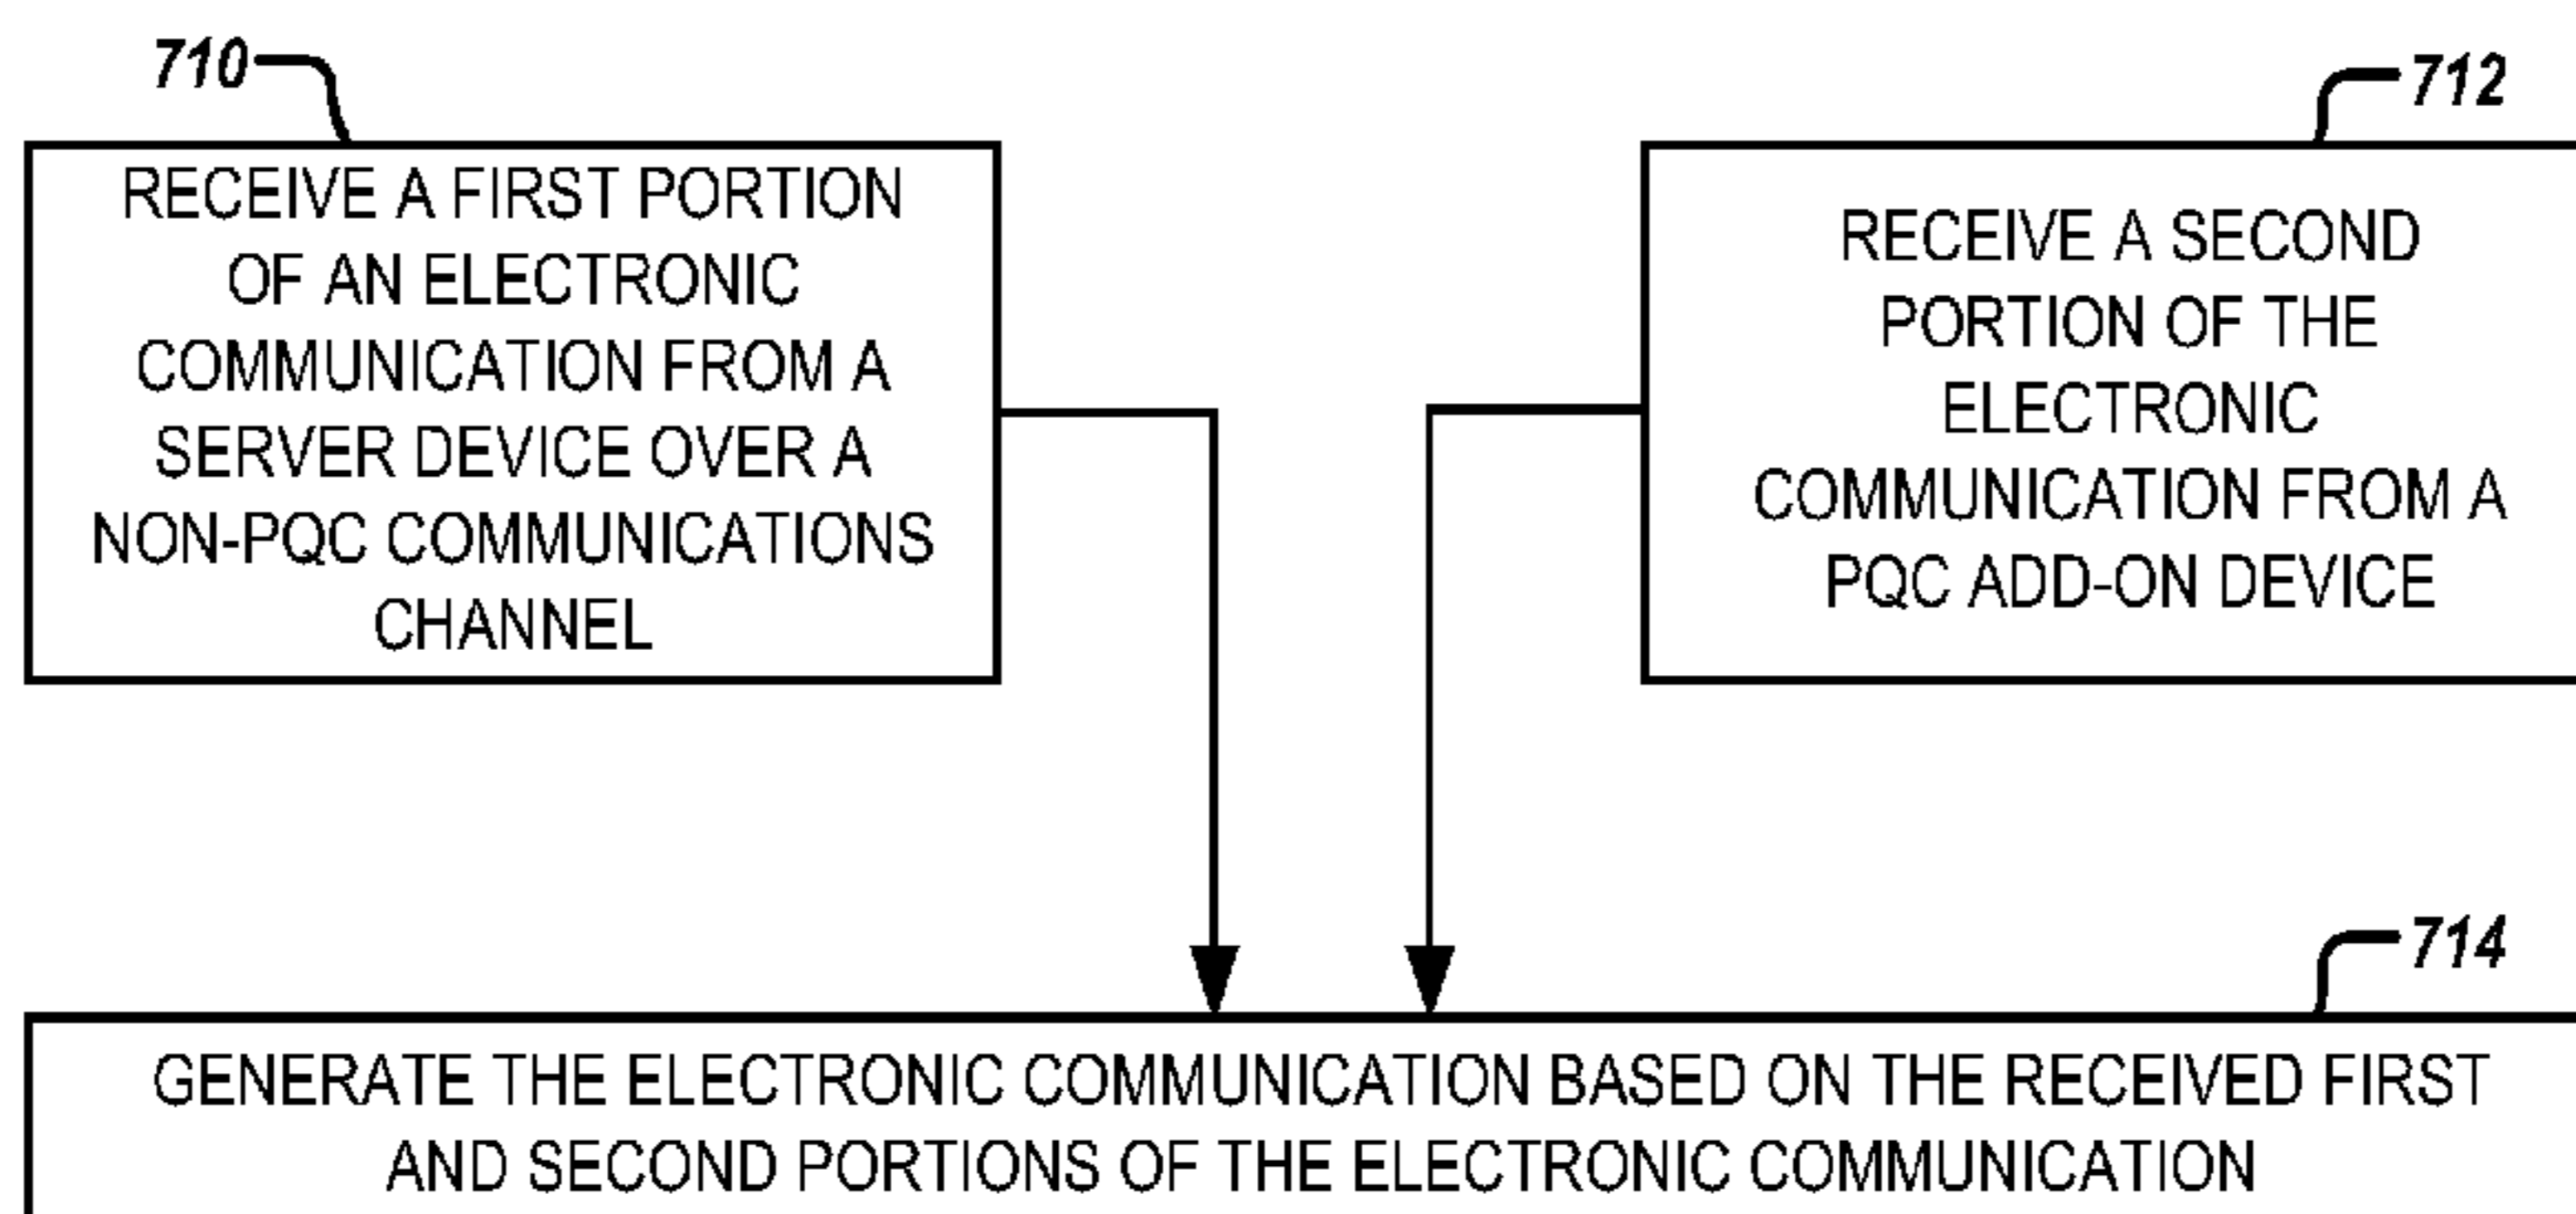 710
RECEIVE A FIRST PORTION
OF AN ELECTRONIC
COMMUNICATION FROM A
SERVER DEVICE OVER A
NON-PQC COMMUNICATIONS
CHANNEL
712
RECEIVE A SECOND
PORTION OF THE
ELECTRONIC
COMMUNICATION FROM A
PQC ADD-ON DEVICE
714
GENERATE THE ELECTRONIC COMMUNICATION BASED ON THE RECEIVED FIRST
AND SECOND PORTIONS OF THE ELECTRONIC COMMUNICATION